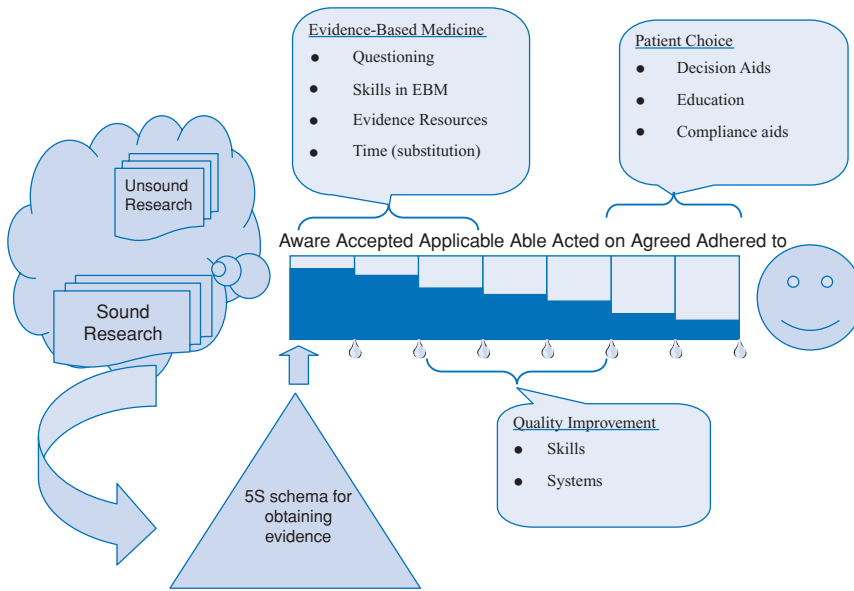 Evidence-Based Medicine
● Questioning
● Skills in EBM
● Evidence Resources
● Time (substitution)
Patient Choice
● Decision Aids
● Education
● Compliance aids
Unsound
Research
Sound
Research
Aware Accepted Applicable Able Acted on Agreed Adhered to
Quality Improvement
● Skills
● Systems
5S schema for
obtaining
evidence